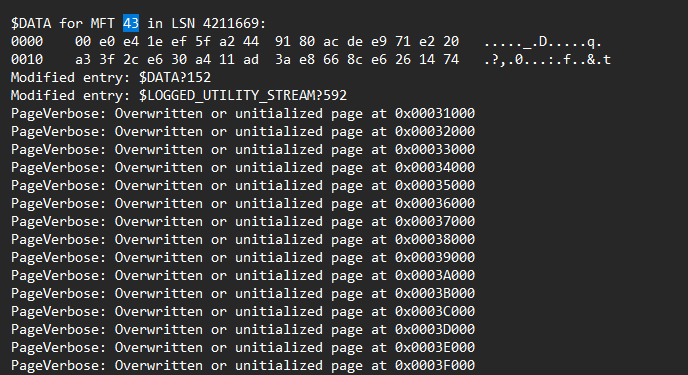 $DATA for MFT 43 in LSN 4211669:
0000    00 e0 e4 1e ef 5f a2 44  91 80 ac de e9 71 e2 20   ....._.D.....q.
0010    a3 3f 2c e6 30 a4 11 ad  3a e8 66 8c e6 26 14 74   .?,.0...:.f..&.t
Modified entry: $DATA?152
Modified entry: $LOGGED_UTILITY_STREAM?592
PageVerbose: Overwritten or unitialized page at 0x00031000
PageVerbose: Overwritten or unitialized page at 0x00032000
PageVerbose: Overwritten or unitialized page at 0x00033000
PageVerbose: Overwritten or unitialized page at 0x00034000
PageVerbose: Overwritten or unitialized page at 0x00035000
PageVerbose: Overwritten or unitialized page at 0x00036000
PageVerbose: Overwritten or unitialized page at 0x00037000
PageVerbose: Overwritten or unitialized page at 0x00038000
PageVerbose: Overwritten or unitialized page at 0x00039000
PageVerbose: Overwritten or unitialized page at 0x0003A000
PageVerbose: Overwritten or unitialized page at 0x0003B000
PageVerbose: Overwritten or unitialized page at 0x0003C000
PageVerbose: Overwritten or unitialized page at 0x0003D000
PageVerbose: Overwritten or unitialized page at 0x0003E000
PageVerbose: Overwritten or unitialized page at 0x0003F000